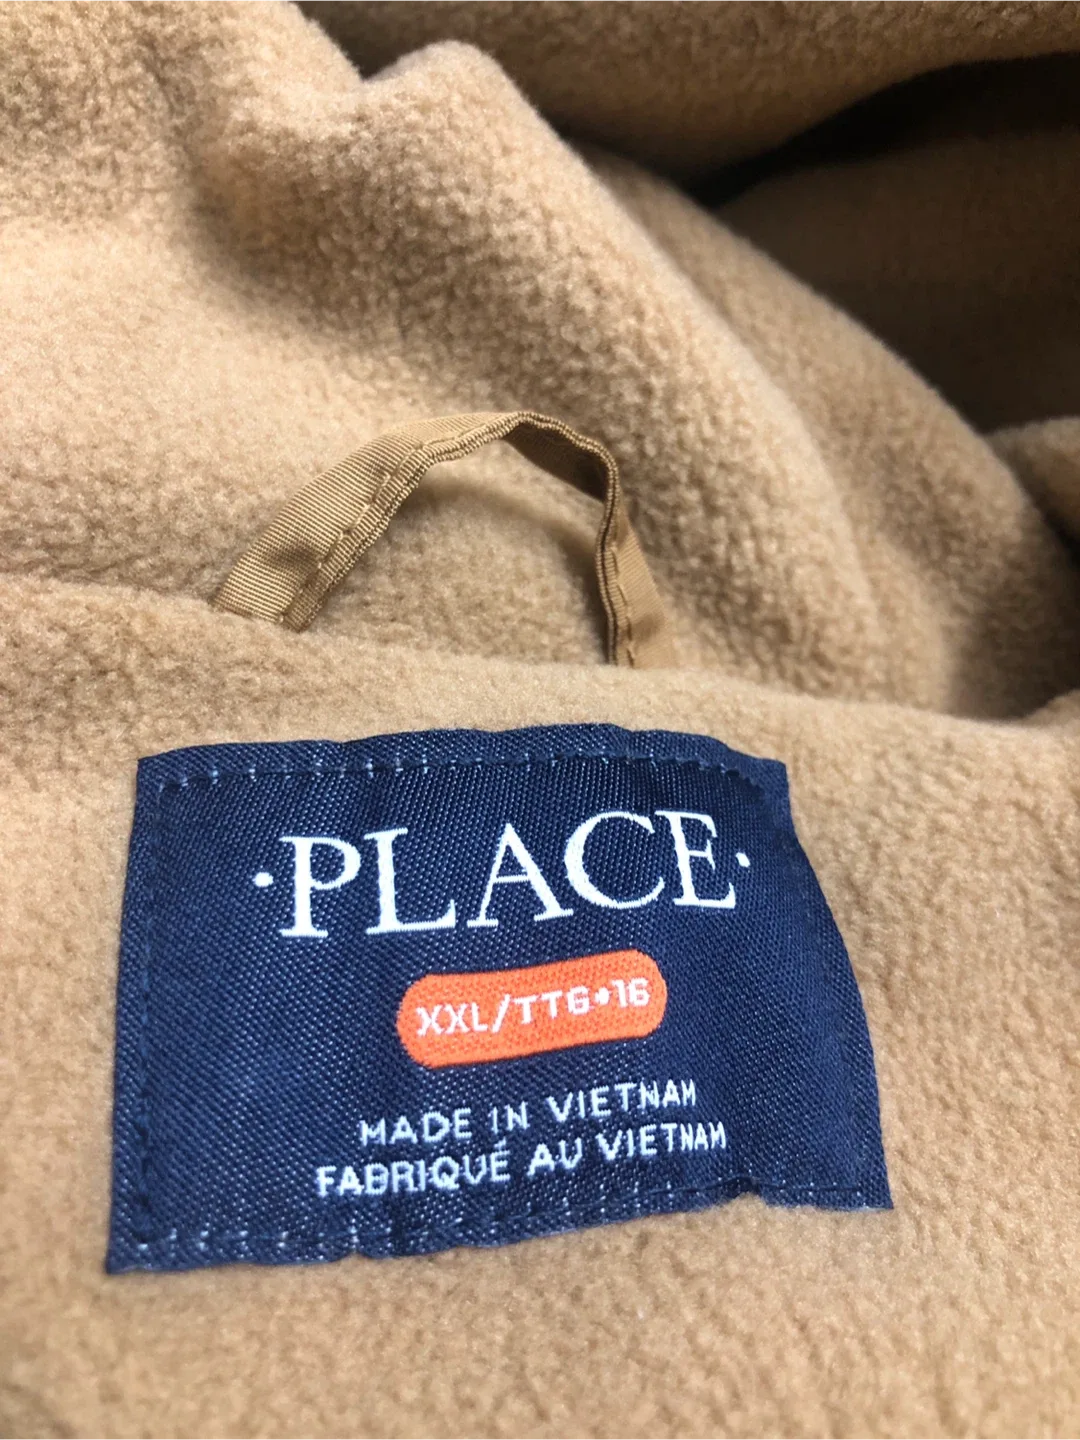 ·PLACE·
XXL/TTG•16
MADE IN VIETNAM
FABRIQUÉ AU VIETNAM